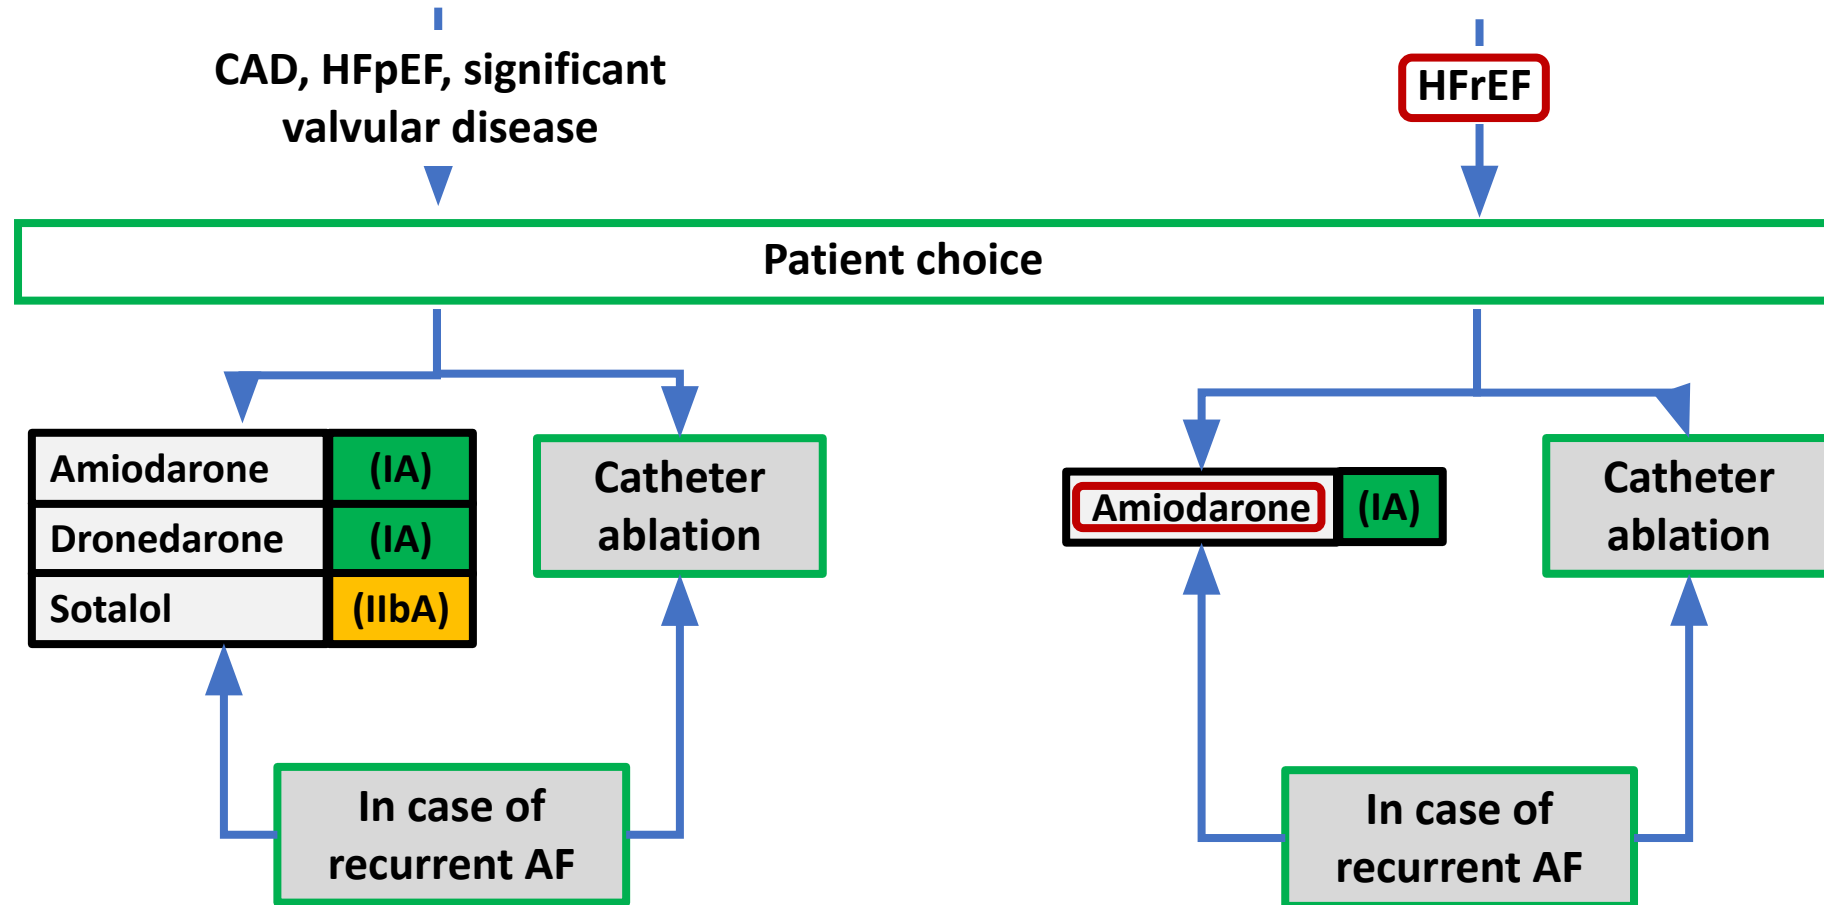 CAD, HFpEF, significant
valvular disease
HFrEF
Patient choice
Amiodarone (IA)
Dronedarone (IA)
Sotalol (IIbA)
Catheter
ablation
Amiodarone (IA)
Catheter
ablation
In case of
recurrent AF
In case of
recurrent AF